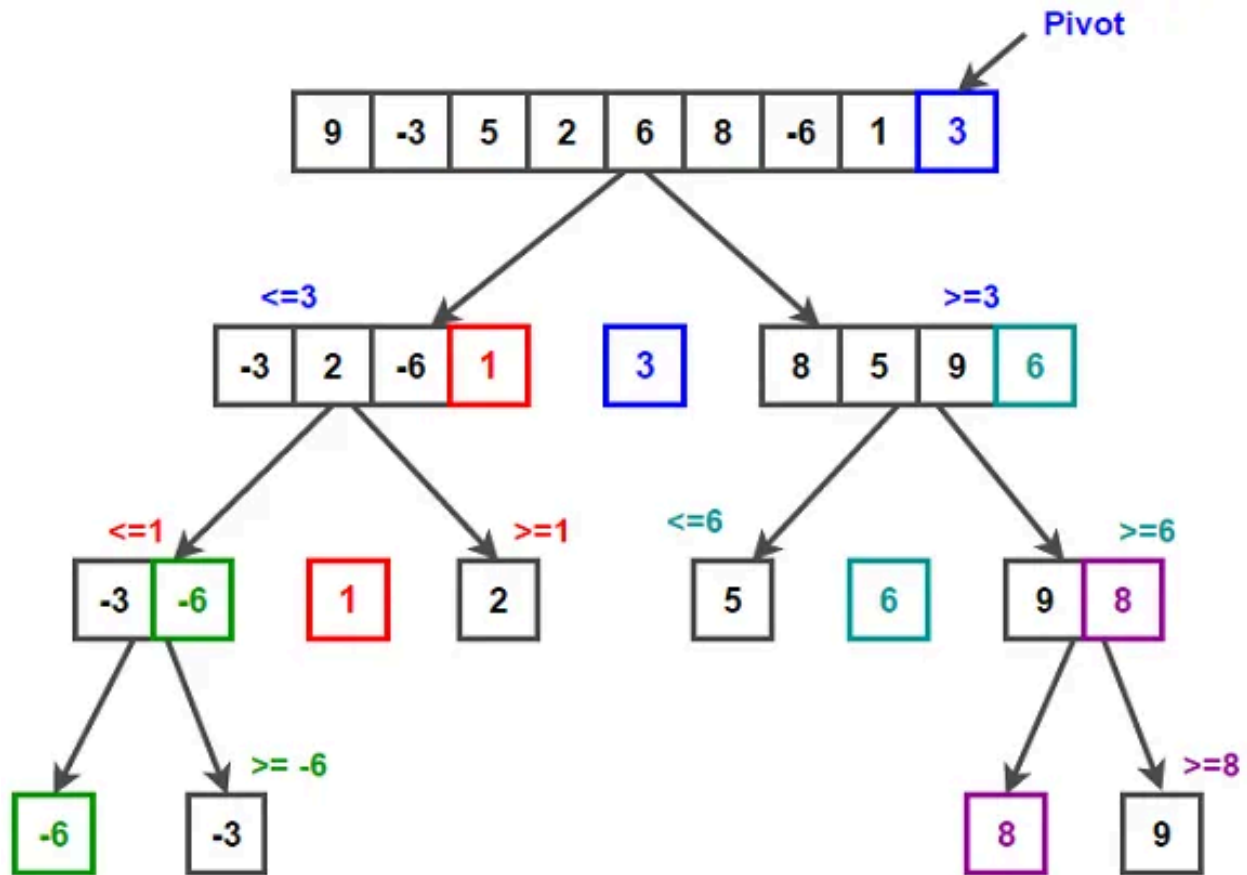 Pivot
9 -3 5 2 6 8 -6 1 3
<=3 >=3
-3 2 -6 1 3 8 5 9 6
<=1 >=1 <=6 >=6
-3 -6 1 2 5 6 9 8
>= -6 >=8
-6 -3 8 9